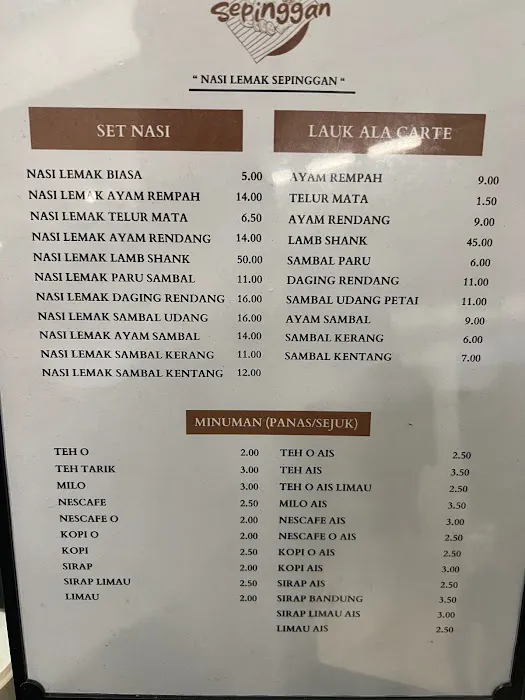 Sepinggan
" NASI LEMAK SEPINGGAN "
SET NASI
NASI LEMAK BIASA 5.00
NASI LEMAK AYAM REMPAH 14.00
NASI LEMAK TELUR MATA 6.50
NASI LEMAK AYAM RENDANG 14.00
NASI LEMAK LAMB SHANK 50.00
NASI LEMAK PARU SAMBAL 11.00
NASI LEMAK DAGING RENDANG 16.00
NASI LEMAK SAMBAL UDANG 16.00
NASI LEMAK AYAM SAMBAL 14.00
NASI LEMAK SAMBAL KERANG 11.00
NASI LEMAK SAMBAL KENTANG 12.00
LAUK ALA CARTE
AYAM REMPAH 9.00
TELUR MATA 1.50
AYAM RENDANG 9.00
LAMB SHANK 45.00
SAMBAL PARU 6.00
DAGING RENDANG 11.00
SAMBAL UDANG PETAI 11.00
AYAM SAMBAL 9.00
SAMBAL KERANG 6.00
SAMBAL KENTANG 7.00
MINUMAN (PANAS/SEJUK)
TEH O 2.00
TEH TARIK 3.00
MILO 3.00
NESCAFE 2.50
NESCAFE O 2.00
KOPI O 2.00
KOPI 2.50
SIRAP 2.00
SIRAP LIMAU 2.50
LIMAU 2.00
TEH O AIS 2.50
TEH AIS 3.50
TEH O AIS LIMAU 2.50
MILO AIS 3.50
NESCAFE AIS 3.00
NESCAFE O AIS 2.50
KOPI O AIS 2.50
KOPI AIS 3.00
SIRAP AIS 2.50
SIRAP BANDUNG 3.50
SIRAP LIMAU AIS 3.00
LIMAU AIS 2.50